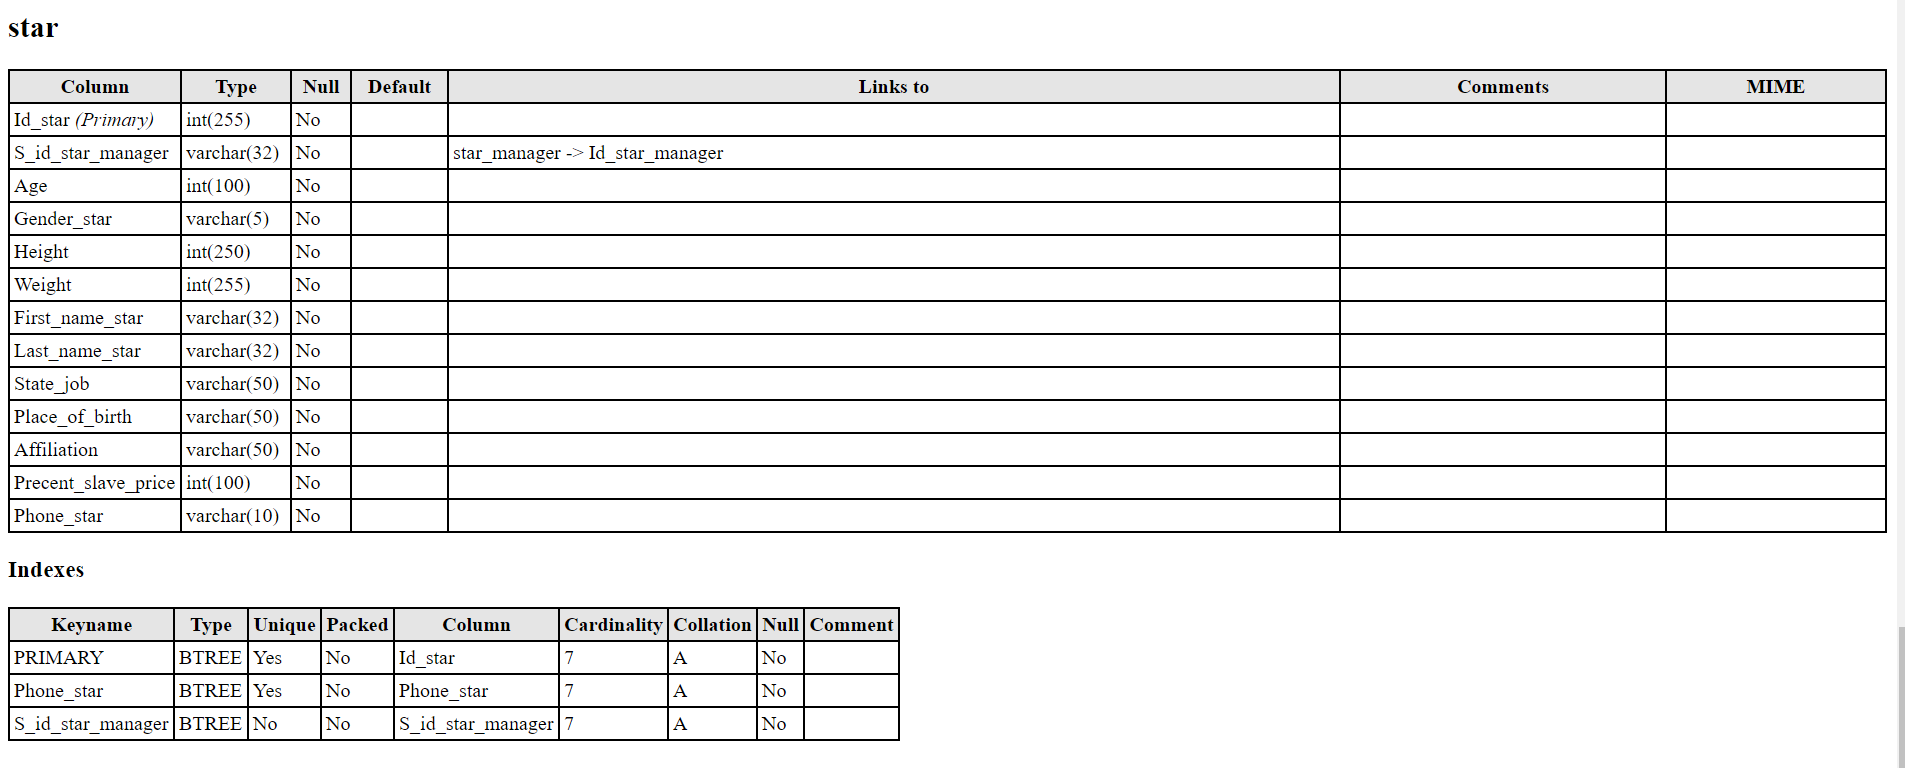 star
Column Type Null Default Links to Comments MIME
Id_star (Primary) int(255) No
S_id_star_manager varchar(32) No star_manager -> Id_star_manager
Age int(100) No
Gender_star varchar(5) No
Height int(250) No
Weight int(255) No
First_name_star varchar(32) No
Last_name_star varchar(32) No
State_job varchar(50) No
Place_of_birth varchar(50) No
Affiliation varchar(50) No
Precent_slave_price int(100) No
Phone_star varchar(10) No
Indexes
Keyname Type Unique Packed Column Cardinality Collation Null Comment
PRIMARY BTREE Yes No Id_star 7 A No
Phone_star BTREE Yes No Phone_star 7 A No
S_id_star_manager BTREE No No S_id_star_manager 7 A No